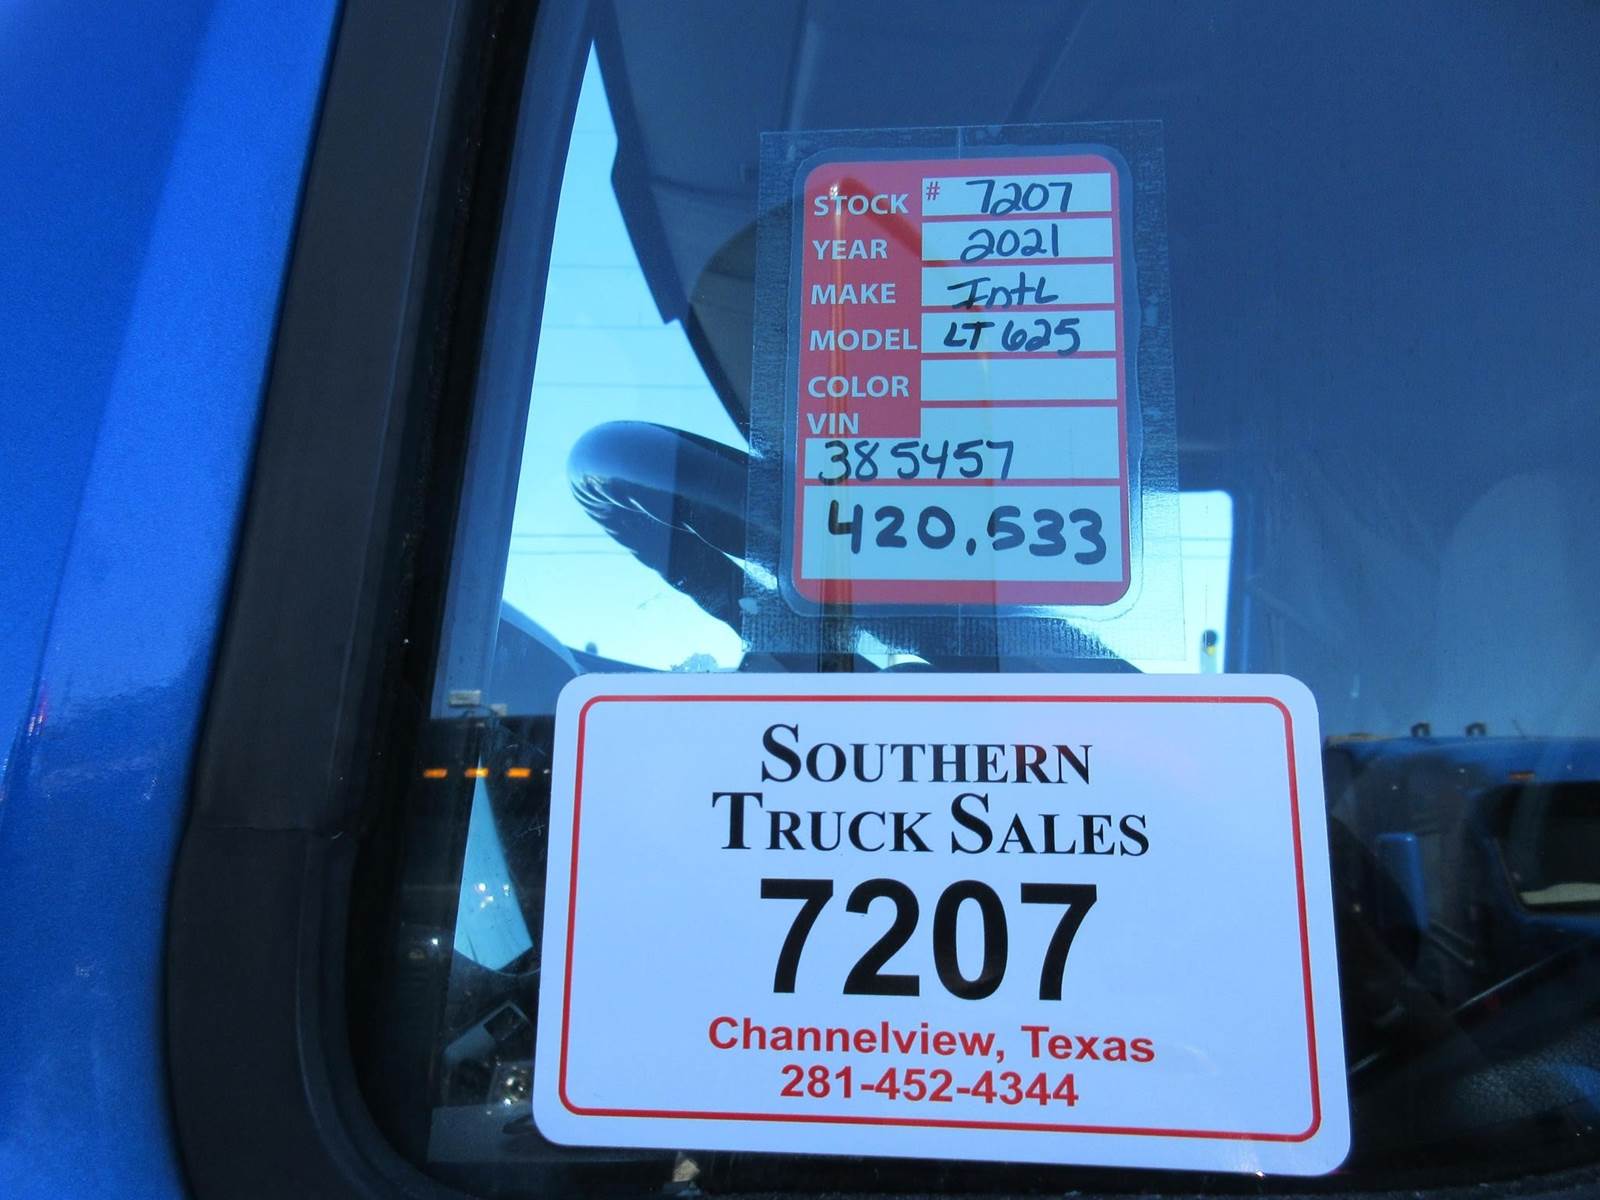 STOCK # 7207
YEAR 2021
MAKE Intl
MODEL LT 625
COLOR
VIN
385457
420,533
SOUTHERN
TRUCK SALES
7207
Channelview, Texas
281-452-4344